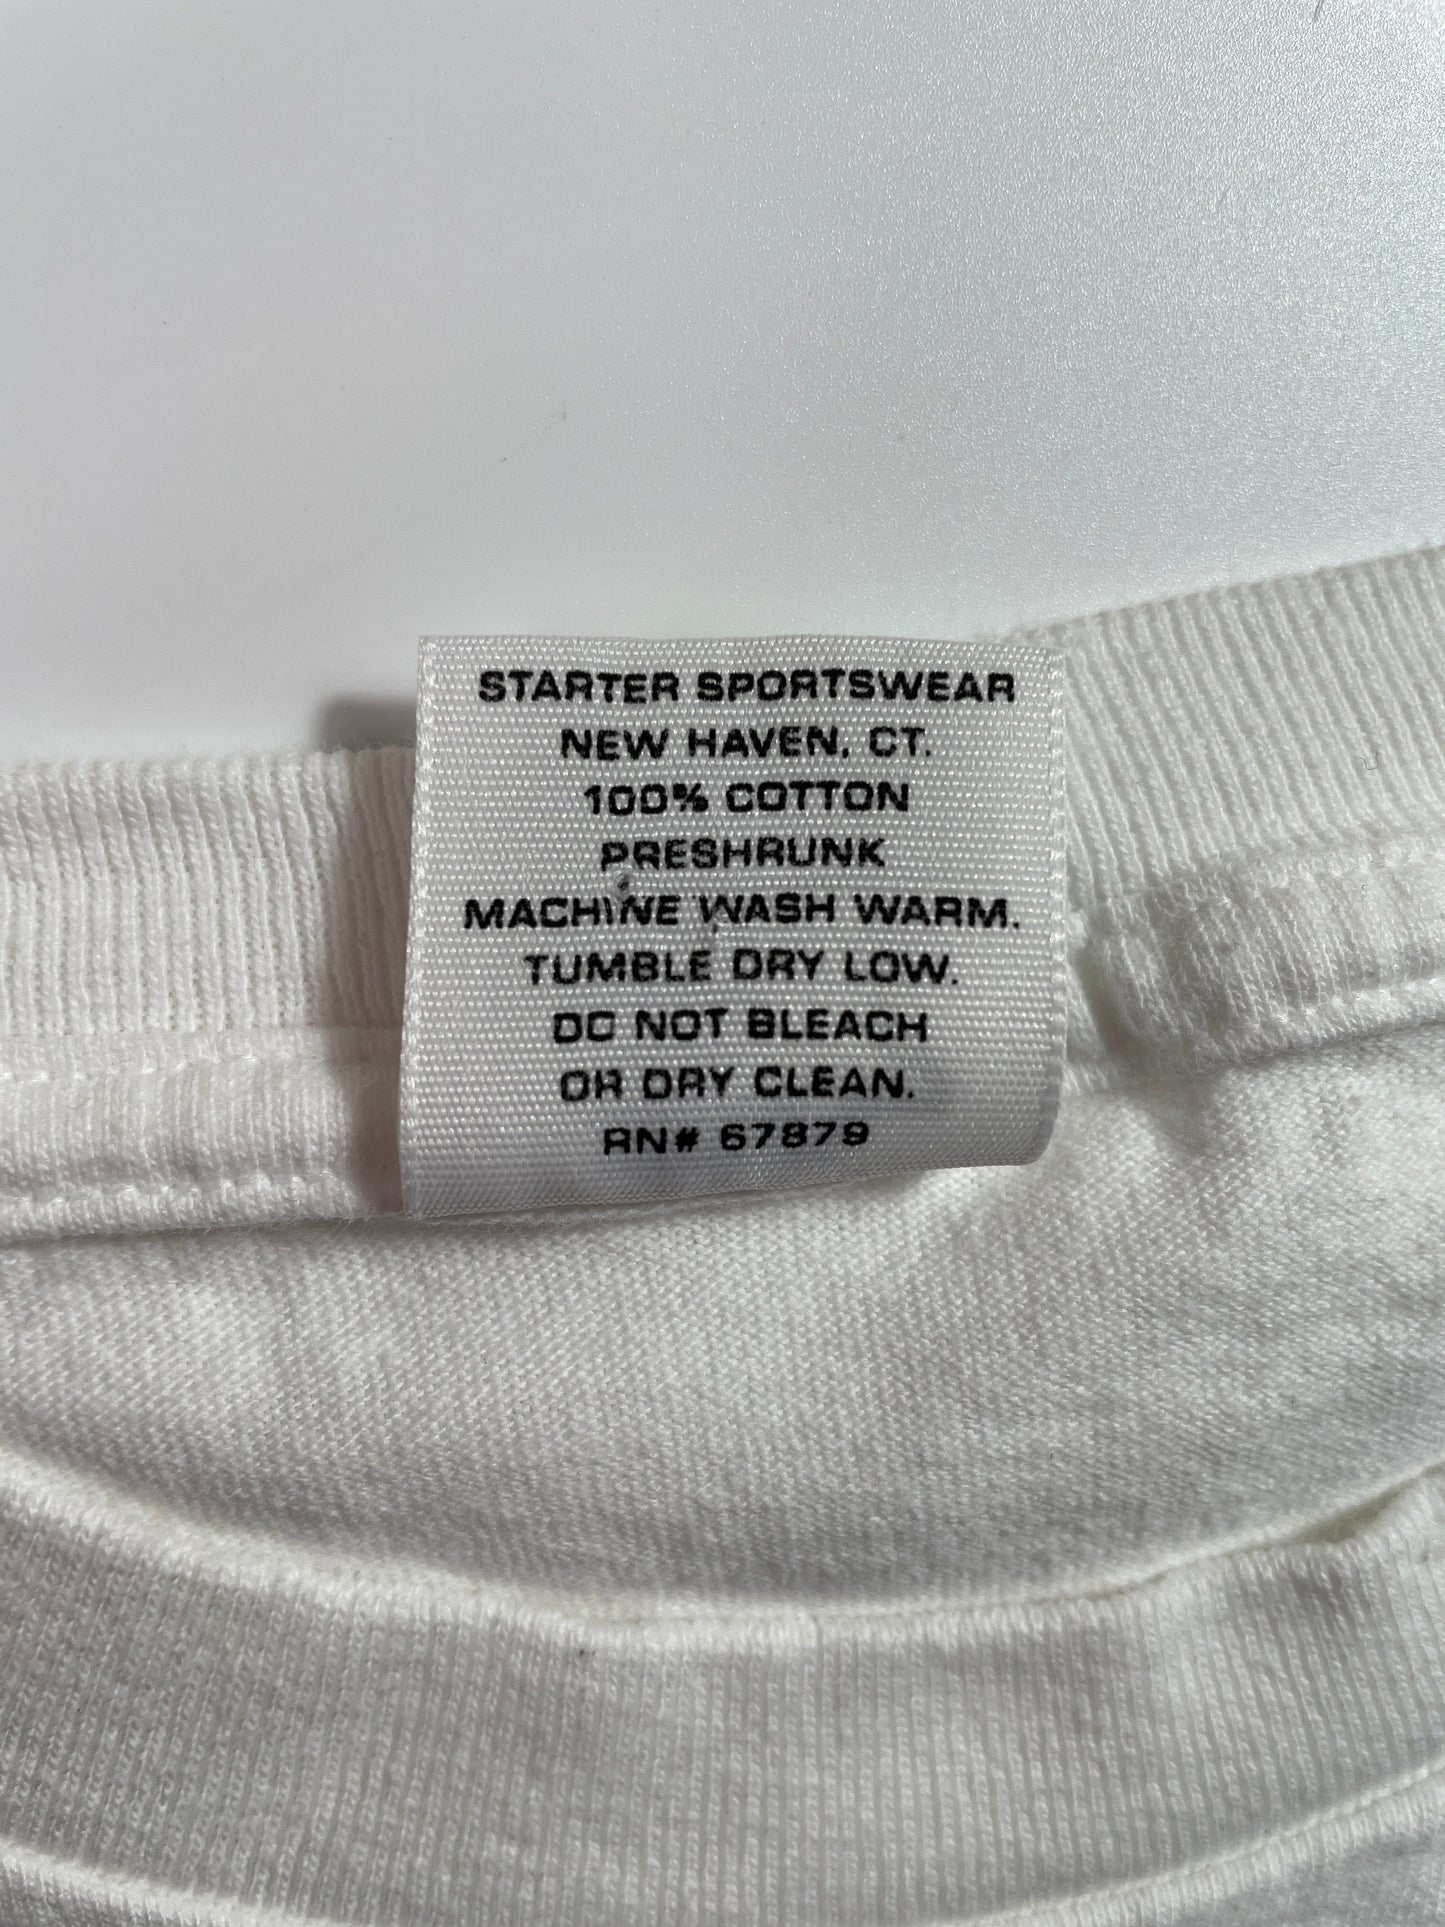 STARTER SPORTSWEAR
NEW HAVEN, CT.
100% COTTON
PRESHRUNK
MACHINE WASH WARM.
TUMBLE DRY LOW.
DO NOT BLEACH
OR DRY CLEAN.
RN# 67879